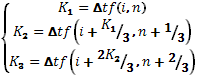 K₁ = Δtf(i, n)
K₂ = Δtf(i + K₁/3, n + 1/3)
K₃ = Δtf(i + 2K₂/3, n + 2/3)